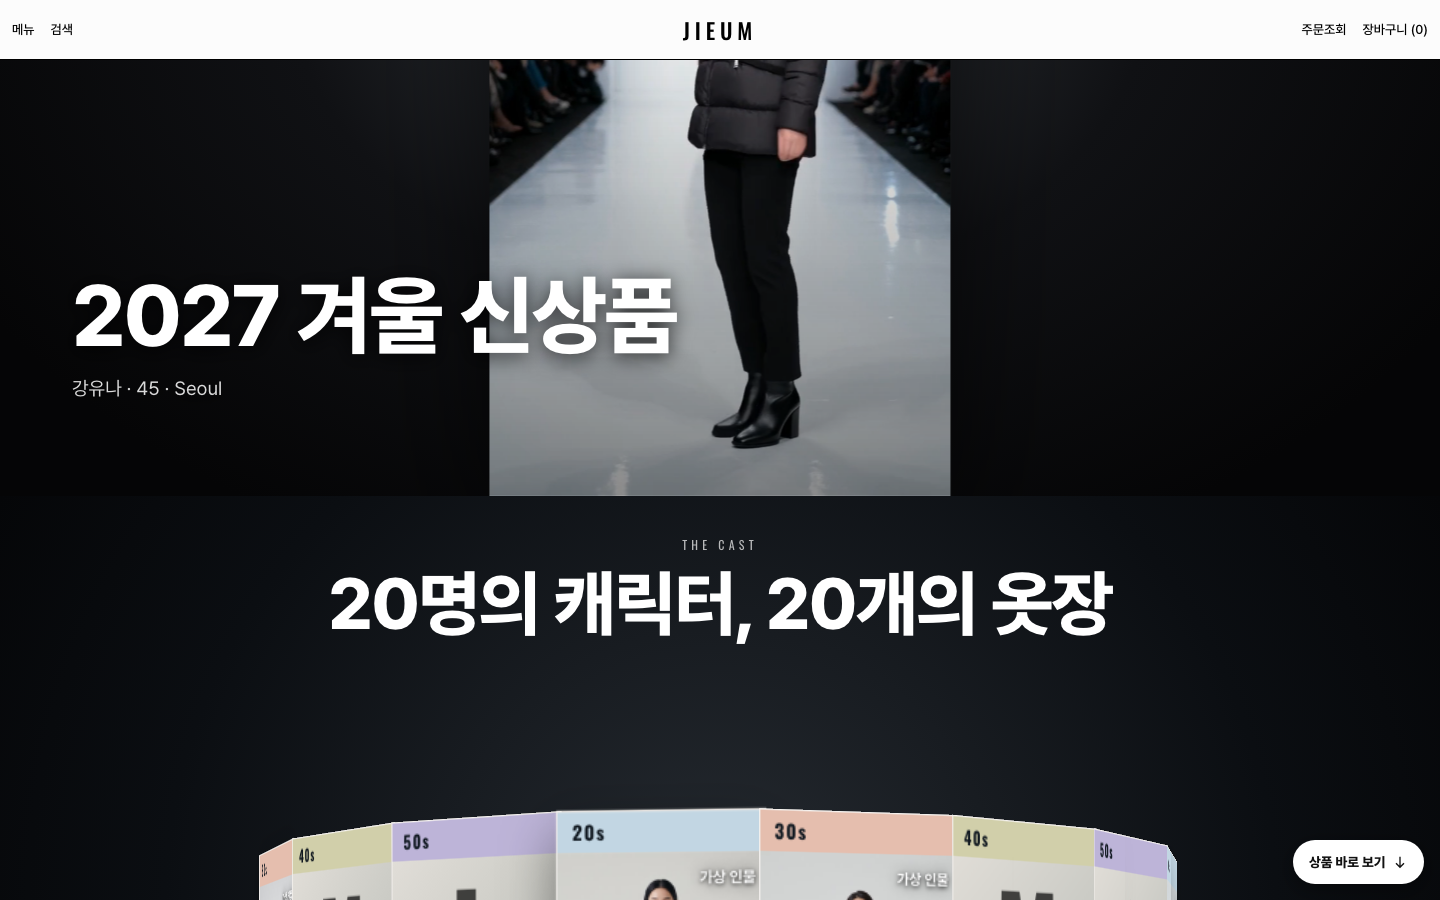 메뉴 검색 JIEUM 주문조회 장바구니 (0)
2027 겨울 신상품
강유나 · 45 · Seoul
THE CAST
20명의 캐릭터, 20개의 옷장
40s 50s 20s 30s 40s 50s
가상 인물 가상 인물
상품 바로 보기 ↓